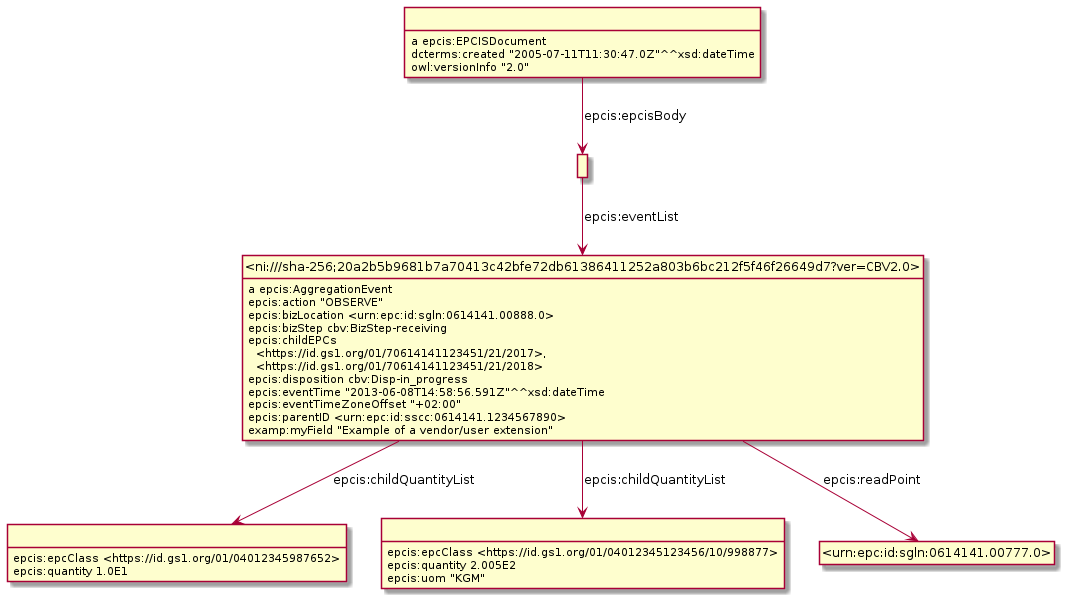 a epcis:EPCISDocument
dcterms:created "2005-07-11T11:30:47.0Z"^^xsd:dateTime
owl:versionInfo "2.0"
epcis:epcisBody
epcis:eventList
<ni:///sha-256;20a2b5b9681b7a70413c42bfe72db61386411252a803b6bc212f5f46f26649d7?ver=CBV2.0>
a epcis:AggregationEvent
epcis:action "OBSERVE"
epcis:bizLocation <urn:epc:id:sgln:0614141.00888.0>
epcis:bizStep cbv:BizStep-receiving
epcis:childEPCs
<https://id.gs1.org/01/70614141123451/21/2017>,
<https://id.gs1.org/01/70614141123451/21/2018>
epcis:disposition cbv:Disp-in_progress
epcis:eventTime "2013-06-08T14:58:56.591Z"^^xsd:dateTime
epcis:eventTimeZoneOffset "+02:00"
epcis:parentID <urn:epc:id:sscc:0614141.1234567890>
examp:myField "Example of a vendor/user extension"
epcis:childQuantityList
epcis:childQuantityList
epcis:readPoint
epcis:epcClass <https://id.gs1.org/01/04012345987652>
epcis:quantity 1.0E1
epcis:epcClass <https://id.gs1.org/01/04012345123456/10/998877>
epcis:quantity 2.005E2
epcis:uom "KGM"
<urn:epc:id:sgln:0614141.00777.0>